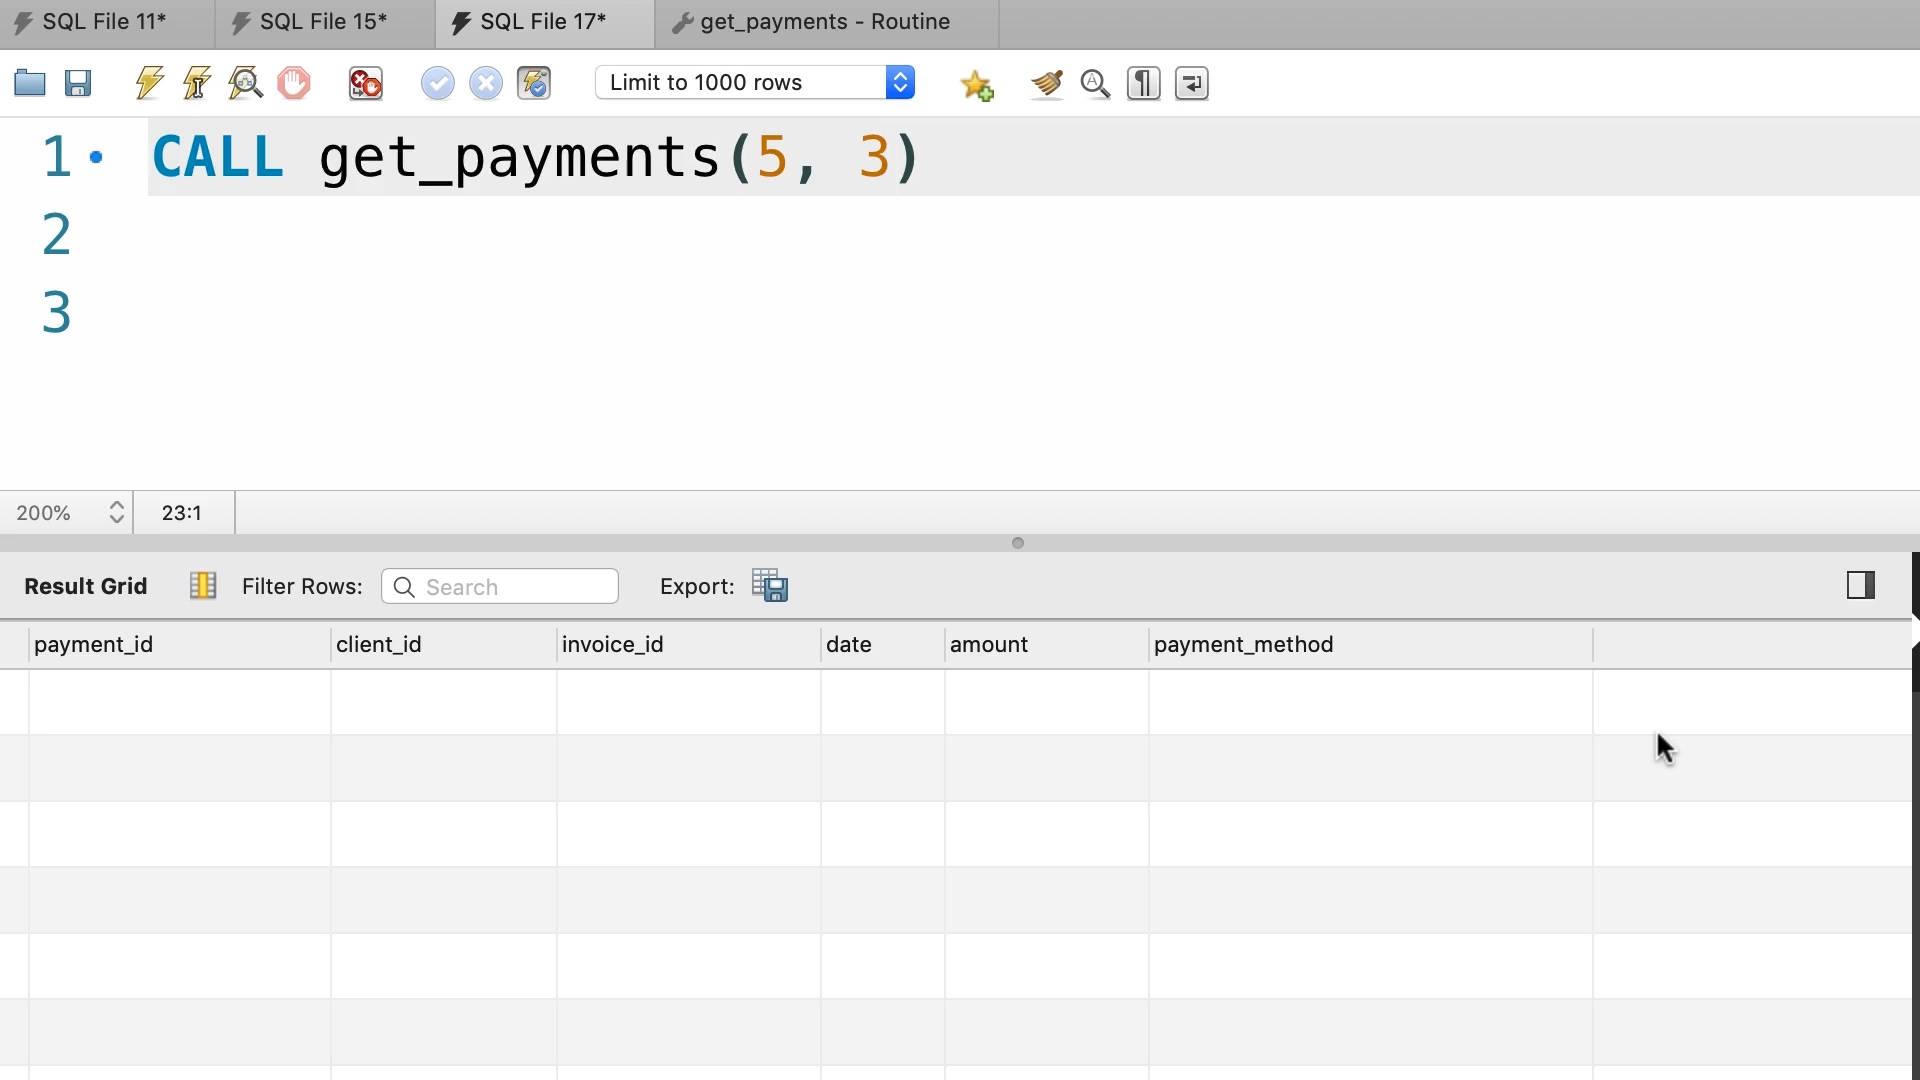 SQL File 11* SQL File 15* SQL File 17* get_payments - Routine
Limit to 1000 rows
1 CALL get_payments(5, 3)
2
3
200% 23:1
Result Grid Filter Rows: Search Export:
payment_id client_id invoice_id date amount payment_method